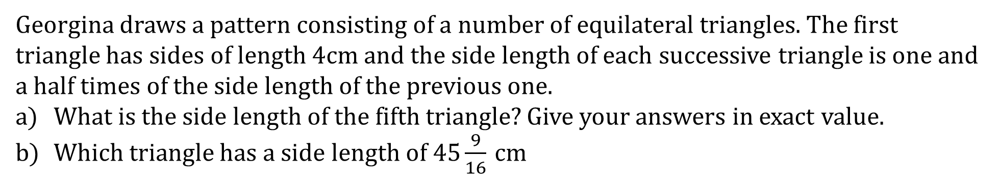 Georgina draws a pattern consisting of a number of equilateral triangles. The first
triangle has sides of length 4cm and the side length of each successive triangle is one and
a half times of the side length of the previous one.
a) What is the side length of the fifth triangle? Give your answers in exact value.
b) Which triangle has a side length of 45 9/16 cm